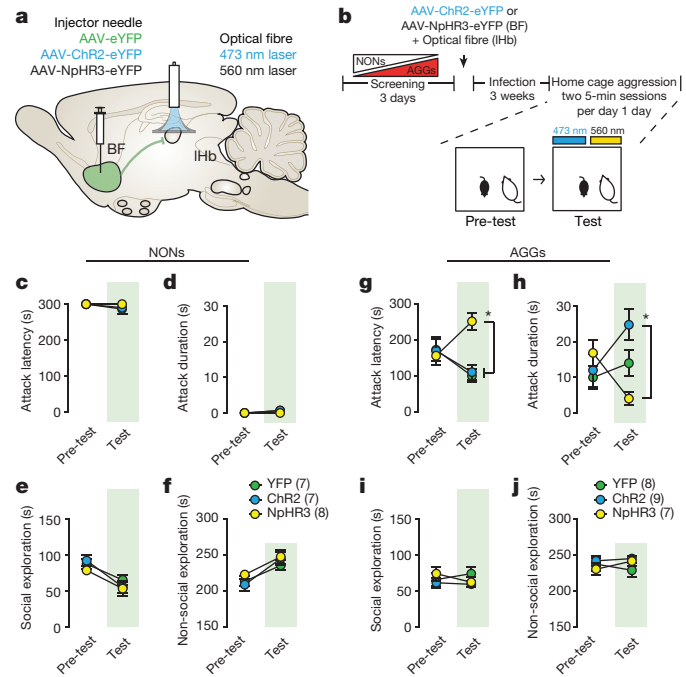 a
Injector needle
AAV-eYFP
AAV-ChR2-eYFP
AAV-NpHR3-eYFP
Optical fibre
473 nm laser
560 nm laser
BF
lHb
b
AAV-ChR2-eYFP or
AAV-NpHR3-eYFP (BF)
+ Optical fibre (lHb)
NONs
AGGs
Screening
3 days
Infection
3 weeks
Home cage aggression
two 5-min sessions
per day 1 day
473 nm
560 nm
Pre-test
Test
NONs
c
Attack latency (s)
300
200
100
0
Pre-test
Test
d
Attack duration (s)
30
20
10
0
Pre-test
Test
AGGs
g
Attack latency (s)
300
200
100
0
*
Pre-test
Test
h
Attack duration (s)
30
20
10
0
*
Pre-test
Test
e
Social exploration (s)
150
100
50
0
Pre-test
Test
f
YFP (7)
ChR2 (7)
NpHR3 (8)
Non-social exploration (s)
300
250
200
150
Pre-test
Test
i
Social exploration (s)
150
100
50
0
Pre-test
Test
j
YFP (8)
ChR2 (9)
NpHR3 (7)
Non-social exploration (s)
300
250
200
150
Pre-test
Test